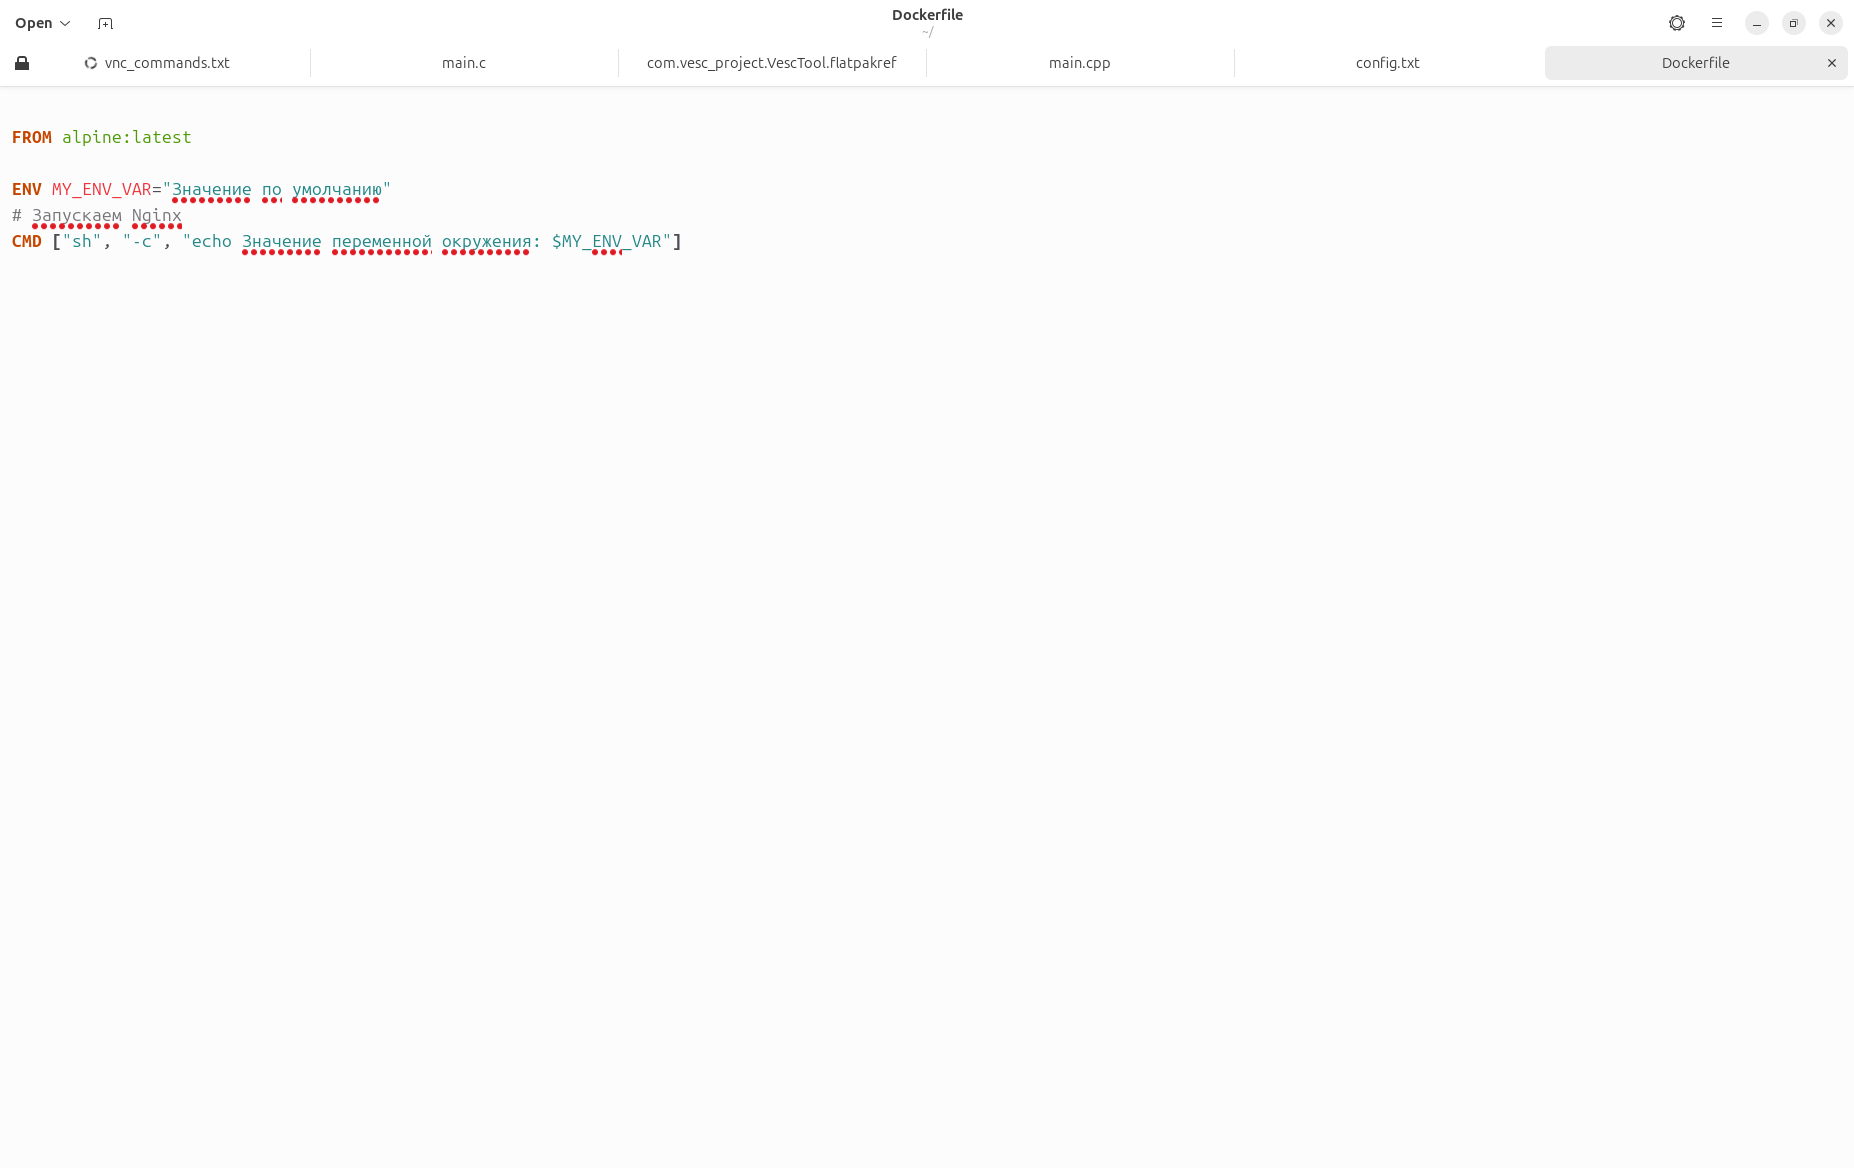 Open
Dockerfile
~/
vnc_commands.txt
main.c
com.vesc_project.VescTool.flatpakref
main.cpp
config.txt
Dockerfile
FROM alpine:latest
ENV MY_ENV_VAR="Значение по умолчанию"
# Запускаем Nginx
CMD ["sh", "-c", "echo Значение переменной окружения: $MY_ENV_VAR"]